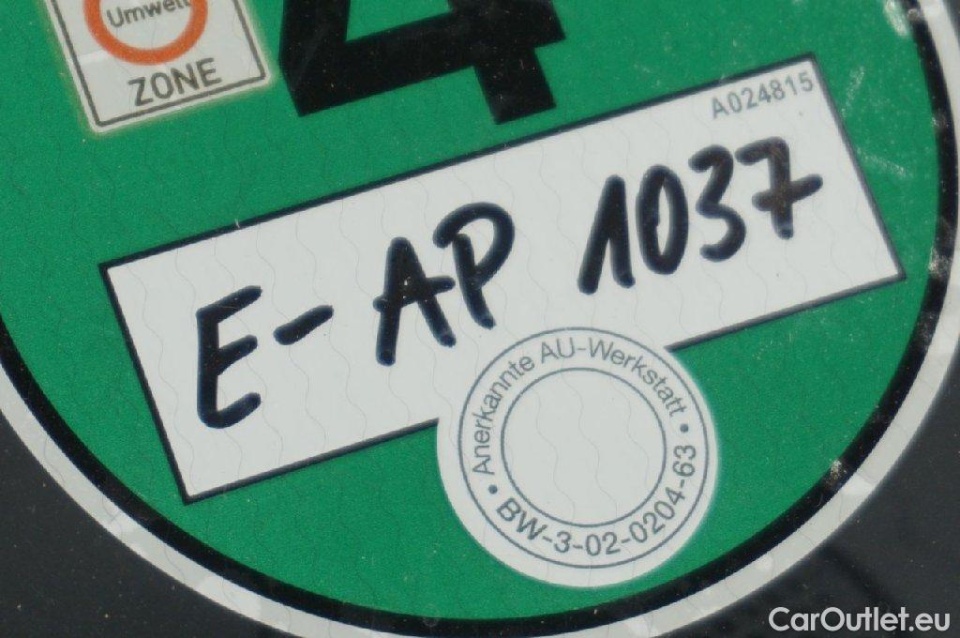 Umwelt
ZONE
4
A024815
E-AP 1037
Anerkannte AU-Werkstatt
BW-3-02-0204-63
CarOutlet.eu